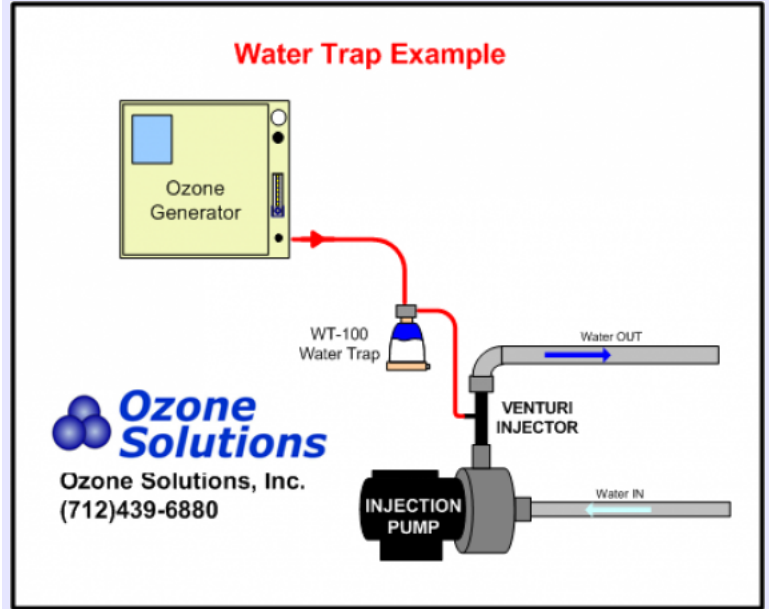 Water Trap Example
Ozone
Generator
WT-100
Water Trap
Water OUT
VENTURI
INJECTOR
Ozone
Solutions
Ozone Solutions, Inc.
(712)439-6880
INJECTION
PUMP
Water IN